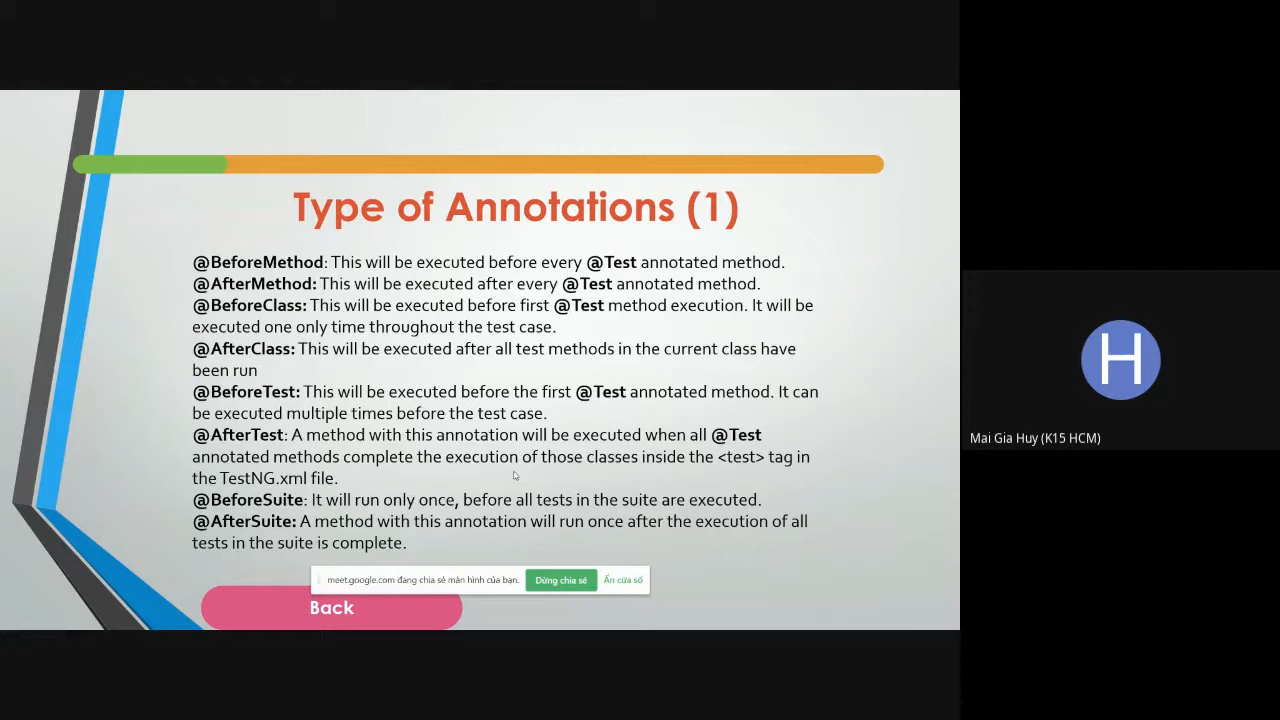 Type of Annotations (1)
@BeforeMethod: This will be executed before every @Test annotated method.
@AfterMethod: This will be executed after every @Test annotated method.
@BeforeClass: This will be executed before first @Test method execution. It will be
executed one only time throughout the test case.
@AfterClass: This will be executed after all test methods in the current class have
been run
@BeforeTest: This will be executed before the first @Test annotated method. It can
be executed multiple times before the test case.
@AfterTest: A method with this annotation will be executed when all @Test
annotated methods complete the execution of those classes inside the <test> tag in
the TestNG.xml file.
@BeforeSuite: It will run only once, before all tests in the suite are executed.
@AfterSuite: A method with this annotation will run once after the execution of all
tests in the suite is complete.
meet.google.com đang chia sẻ màn hình của bạn. Dừng chia sẻ Ẩn cửa sổ
Back
H
Mai Gia Huy (K15 HCM)